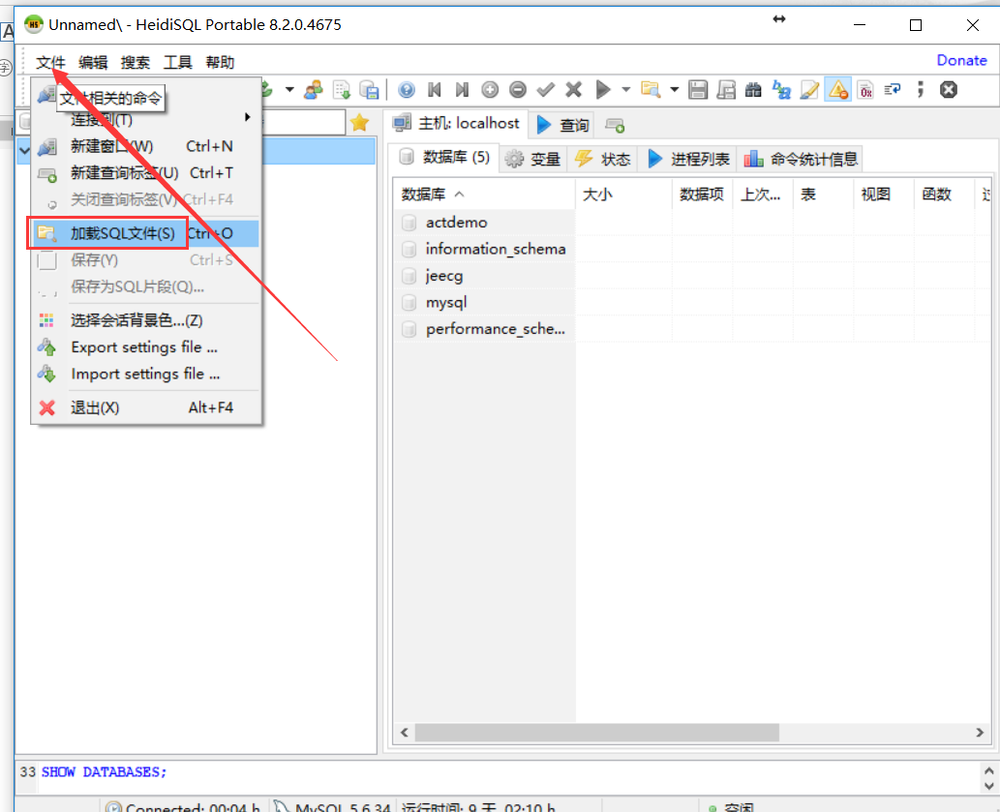 Unnamed\ - HeidiSQL Portable 8.2.0.4675
文件 编辑 搜索 工具 帮助
Donate
文件相关的命令
连接到(T)
新建窗口(W) Ctrl+N
新建查询标签(U) Ctrl+T
关闭查询标签(V) Ctrl+F4
加载SQL文件(S) Ctrl+O
保存(Y) Ctrl+S
保存为SQL片段(Q)...
选择会话背景色...(Z)
Export settings file ...
Import settings file ...
退出(X) Alt+F4
主机: localhost 查询
数据库 (5) 变量 状态 进程列表 命令统计信息
数据库 大小 数据项 上次... 表 视图 函数
actdemo
information_schema
jeecg
mysql
performance_sche...
33 SHOW DATABASES;
Connected: 00:04 h MySQL 5.6.34 运行时间: 9 天, 02:10 h 空闲